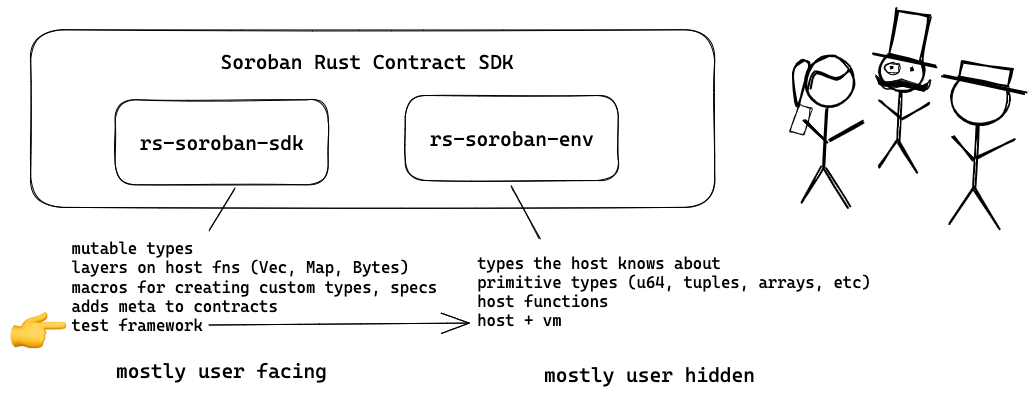 Soroban Rust Contract SDK
rs-soroban-sdk
rs-soroban-env
mutable types
layers on host fns (Vec, Map, Bytes)
macros for creating custom types, specs
adds meta to contracts
test framework
types the host knows about
primitive types (u64, tuples, arrays, etc)
host functions
host + vm
mostly user facing
mostly user hidden